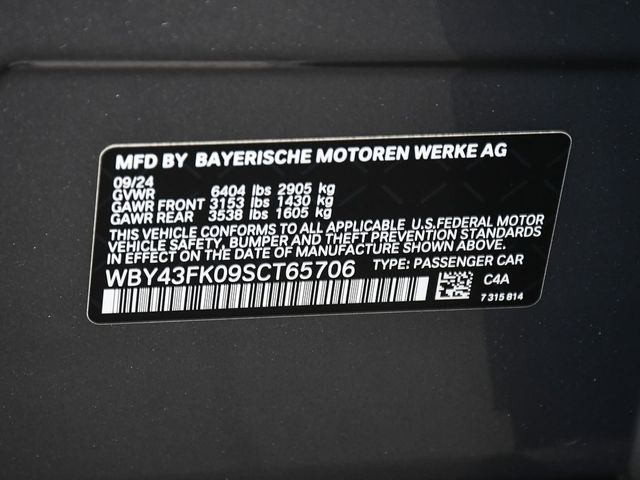 MFD BY BAYERISCHE MOTOREN WERKE AG
09/24
GVWR 6404 lbs 2905 kg
GAWR FRONT 3153 lbs 1430 kg
GAWR REAR 3538 lbs 1605 kg
THIS VEHICLE CONFORMS TO ALL APPLICABLE U.S.FEDERAL MOTOR
VEHICLE SAFETY, BUMPER AND THEFT PREVENTION STANDARDS
IN EFFECT ON THE DATE OF MANUFACTURE SHOWN ABOVE.
WBY43FK09SCT65706 TYPE: PASSENGER CAR
C4A
7 315 814